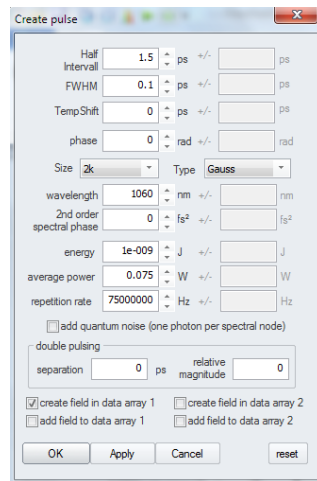 Create pulse
Half
Intervall 1.5 ps +/- ps
FWHM 0.1 ps +/- ps
TempShift 0 ps +/- ps
phase 0 rad +/- rad
Size 2k Type Gauss
wavelength 1060 nm +/- nm
2nd order
spectral phase 0 fs² +/- fs²
energy 1e-009 J +/- J
average power 0.075 W +/- W
repetition rate 75000000 Hz +/- Hz
add quantum noise (one photon per spectral node)
double pulsing
separation 0 ps relative
magnitude 0
create field in data array 1 create field in data array 2
add field to data array 1 add field to data array 2
OK Apply Cancel reset